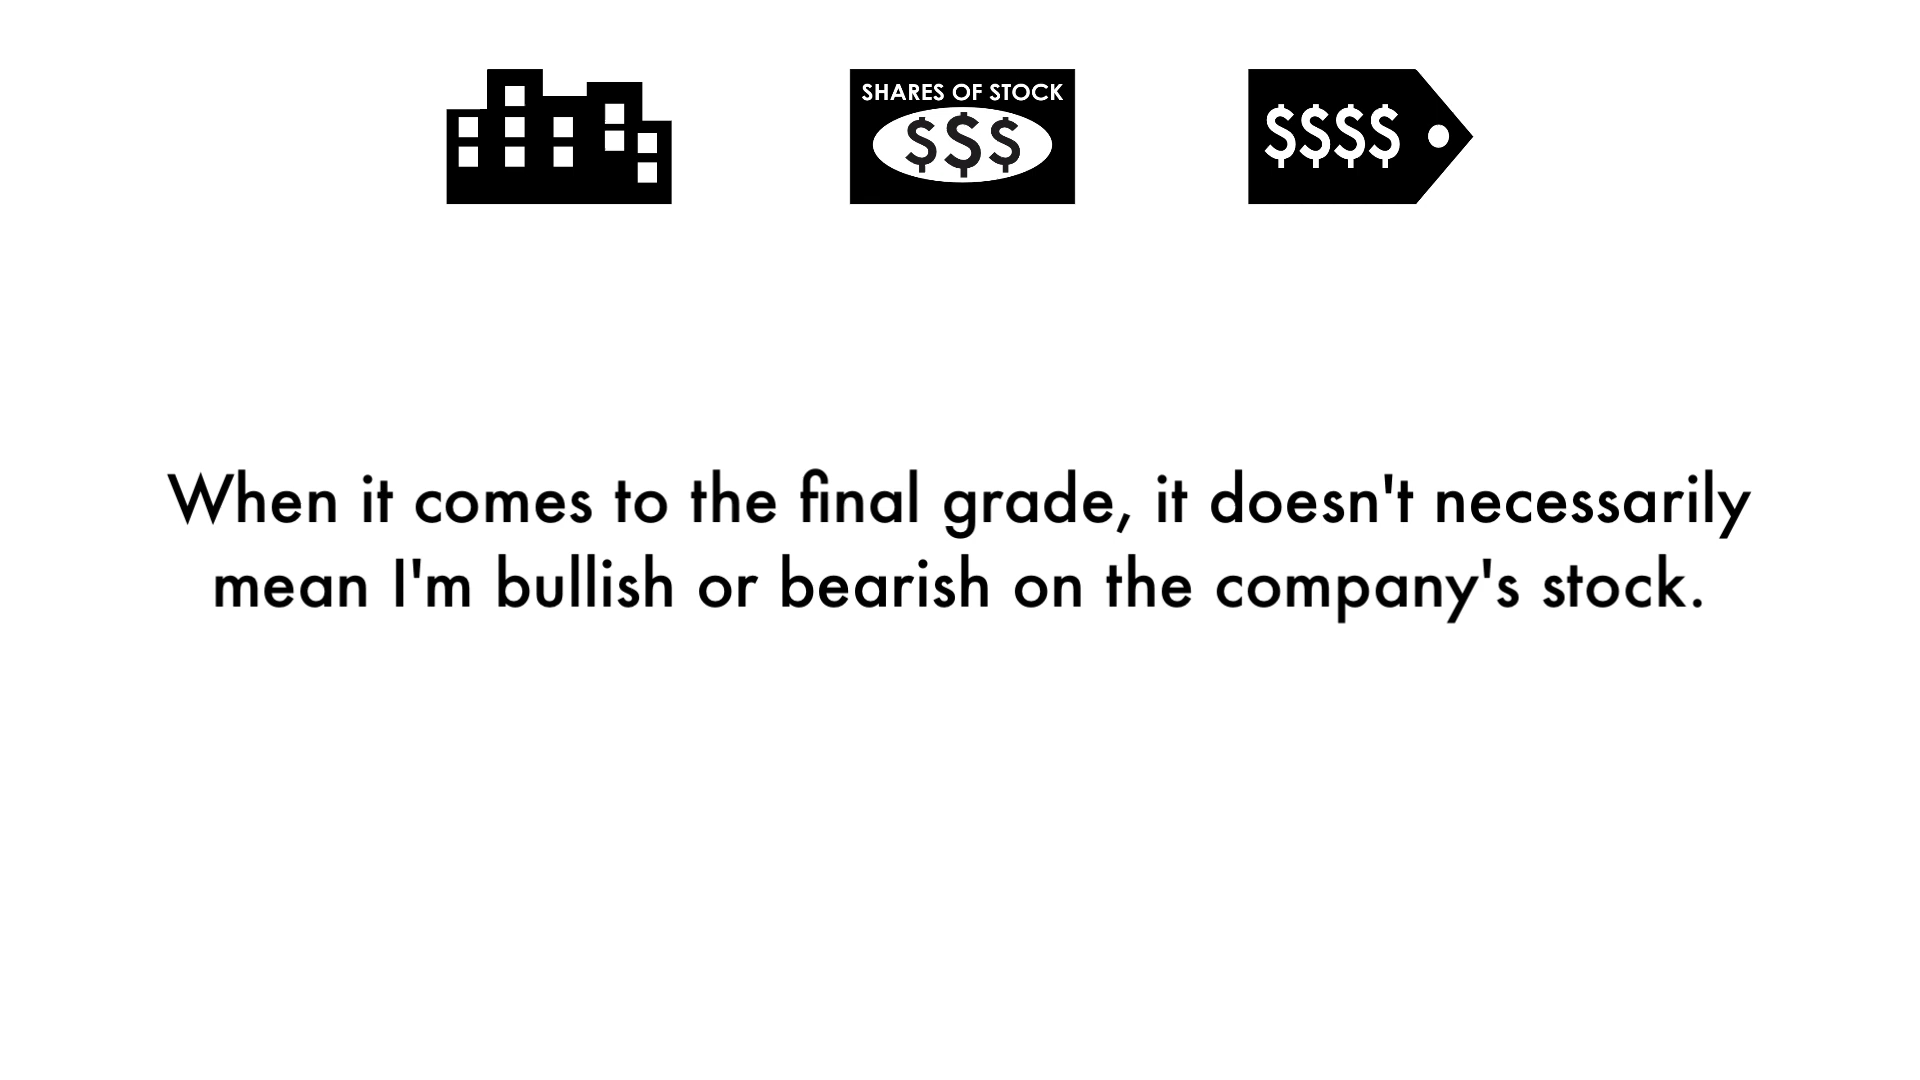 SHARES OF STOCK
$$$
$$$$
When it comes to the final grade, it doesn't necessarily
mean I'm bullish or bearish on the company's stock.